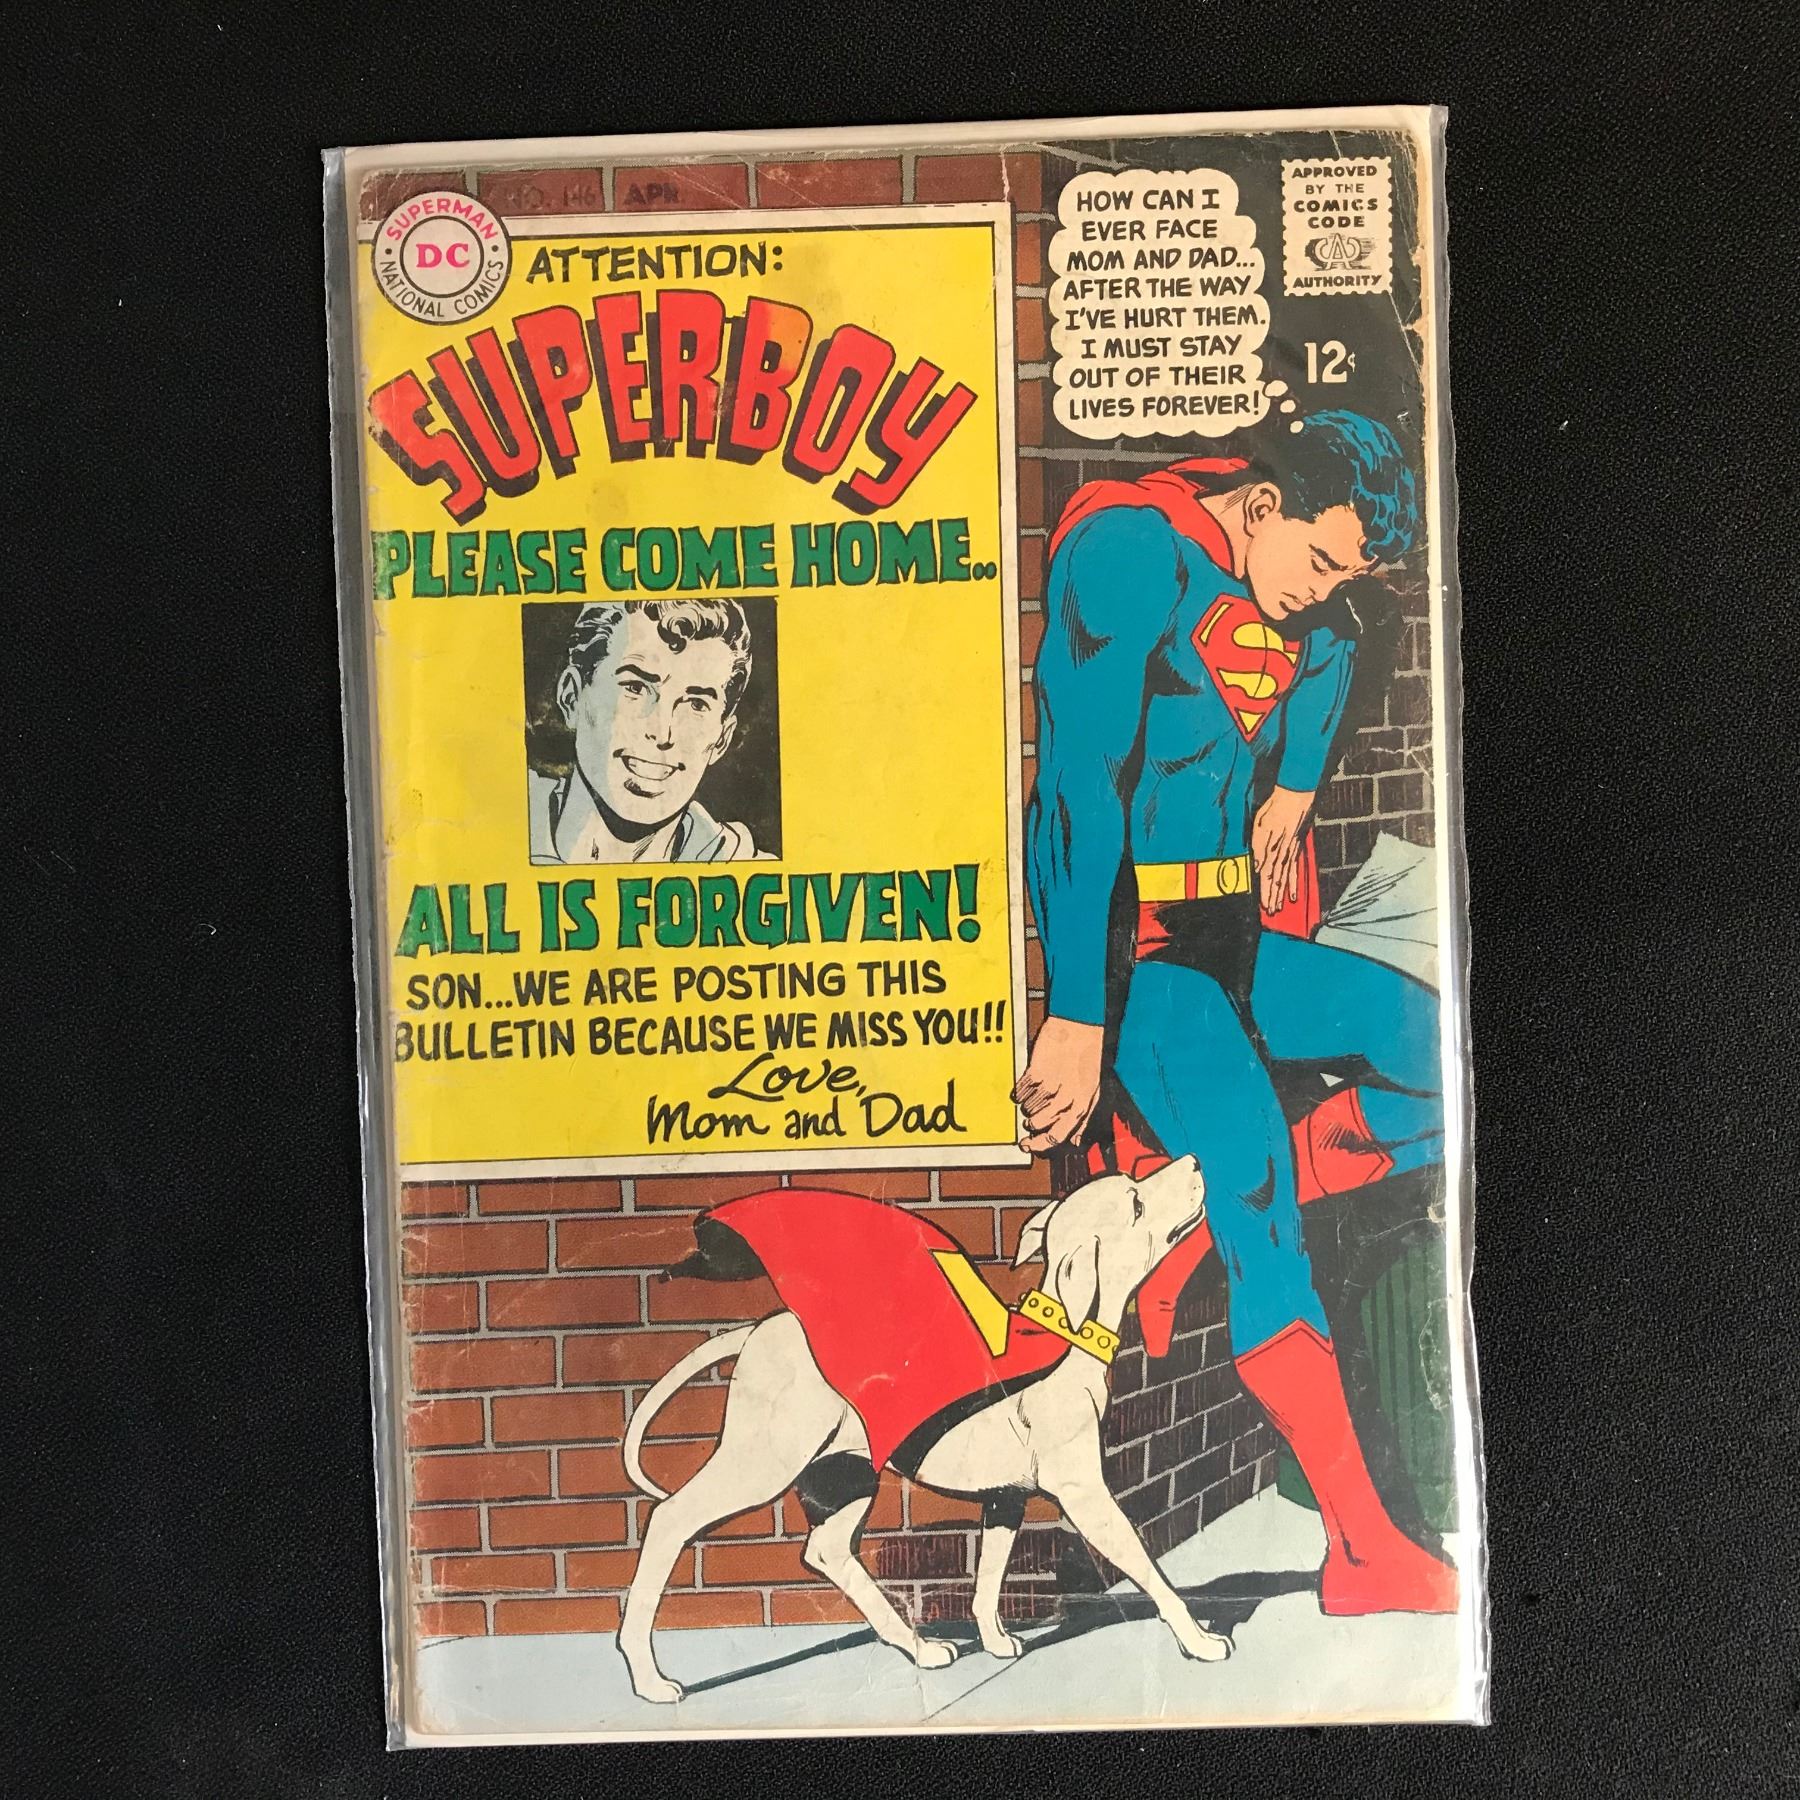 NO. 146 APR.
SUPERMAN
DC
NATIONAL COMICS
ATTENTION:
SUPERBOY
PLEASE COME HOME..
ALL IS FORGIVEN!
SON...WE ARE POSTING THIS
BULLETIN BECAUSE WE MISS YOU!!
Love,
Mom and Dad
HOW CAN I
EVER FACE
MOM AND DAD...
AFTER THE WAY
I'VE HURT THEM.
I MUST STAY
OUT OF THEIR
LIVES FOREVER!
APPROVED
BY THE
COMICS
CODE
CA
AUTHORITY
12¢
S